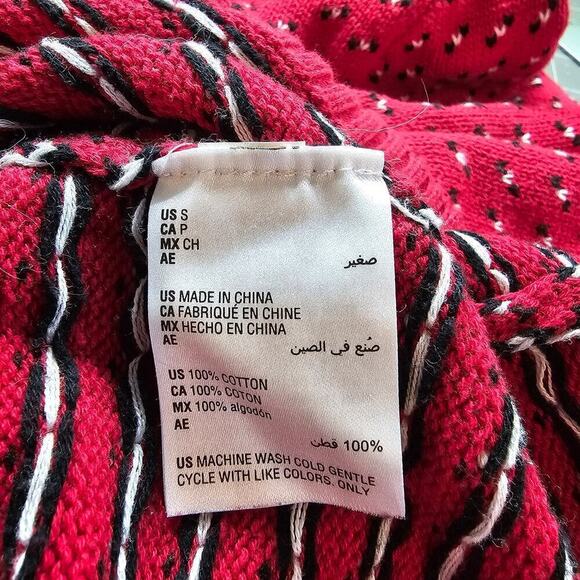 US S
CA P
MX CH
AE صغير
US MADE IN CHINA
CA FABRIQUÉ EN CHINE
MX HECHO EN CHINA
AE صُنع في الصين
US 100% COTTON
CA 100% COTON
MX 100% algodón
AE 100% قطن
US MACHINE WASH COLD GENTLE
CYCLE WITH LIKE COLORS. ONLY